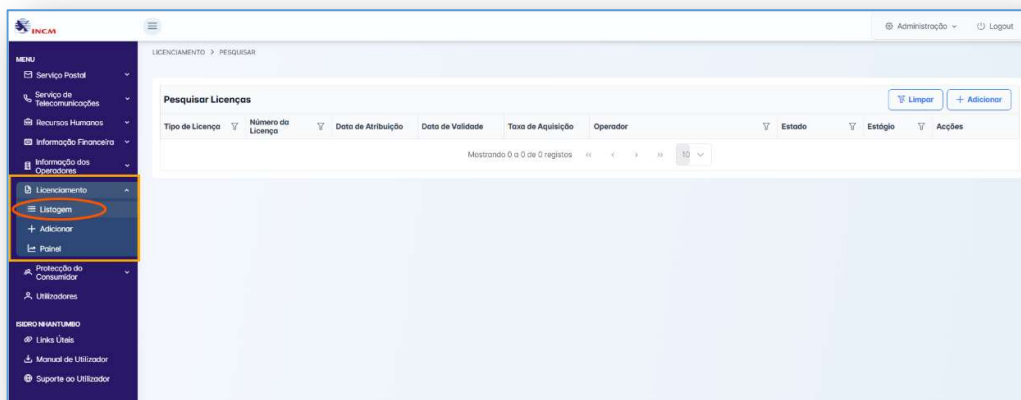 INCM
Administração
Logout
MENU
Serviço Postal
Serviço de
Telecomunicações
Recursos Humanos
Informação Financeira
Informação dos
Operadores
Licenciamento
Listagem
Adicionar
Painel
Protecção do
Consumidor
Utilizadores
ISIDRO NHANTUMBO
Links Úteis
Manual de Utilizador
Suporte ao Utilizador
LICENCIAMENTO > PESQUISAR
Pesquisar Licenças
Limpar
+ Adicionar
Tipo de Licença
Número da
Licença
Data de Atribuição
Data de Validade
Taxa de Aquisição
Operador
Estado
Estágio
Acções
Mostrando 0 a 0 de 0 registos
10